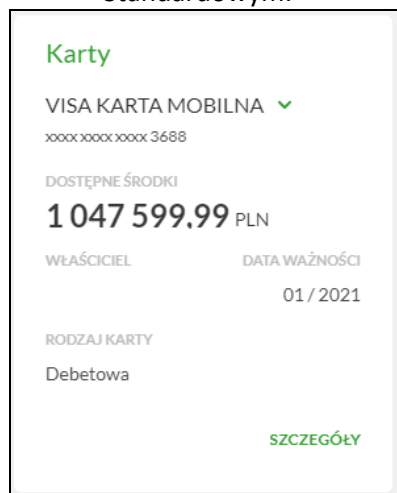 Karty
VISA KARTA MOBILNA
xxxx xxxx xxxx 3688
DOSTĘPNE ŚRODKI
1 047 599,99 PLN
WŁAŚCICIEL DATA WAŻNOŚCI
01 / 2021
RODZAJ KARTY
Debetowa
SZCZEGÓŁY